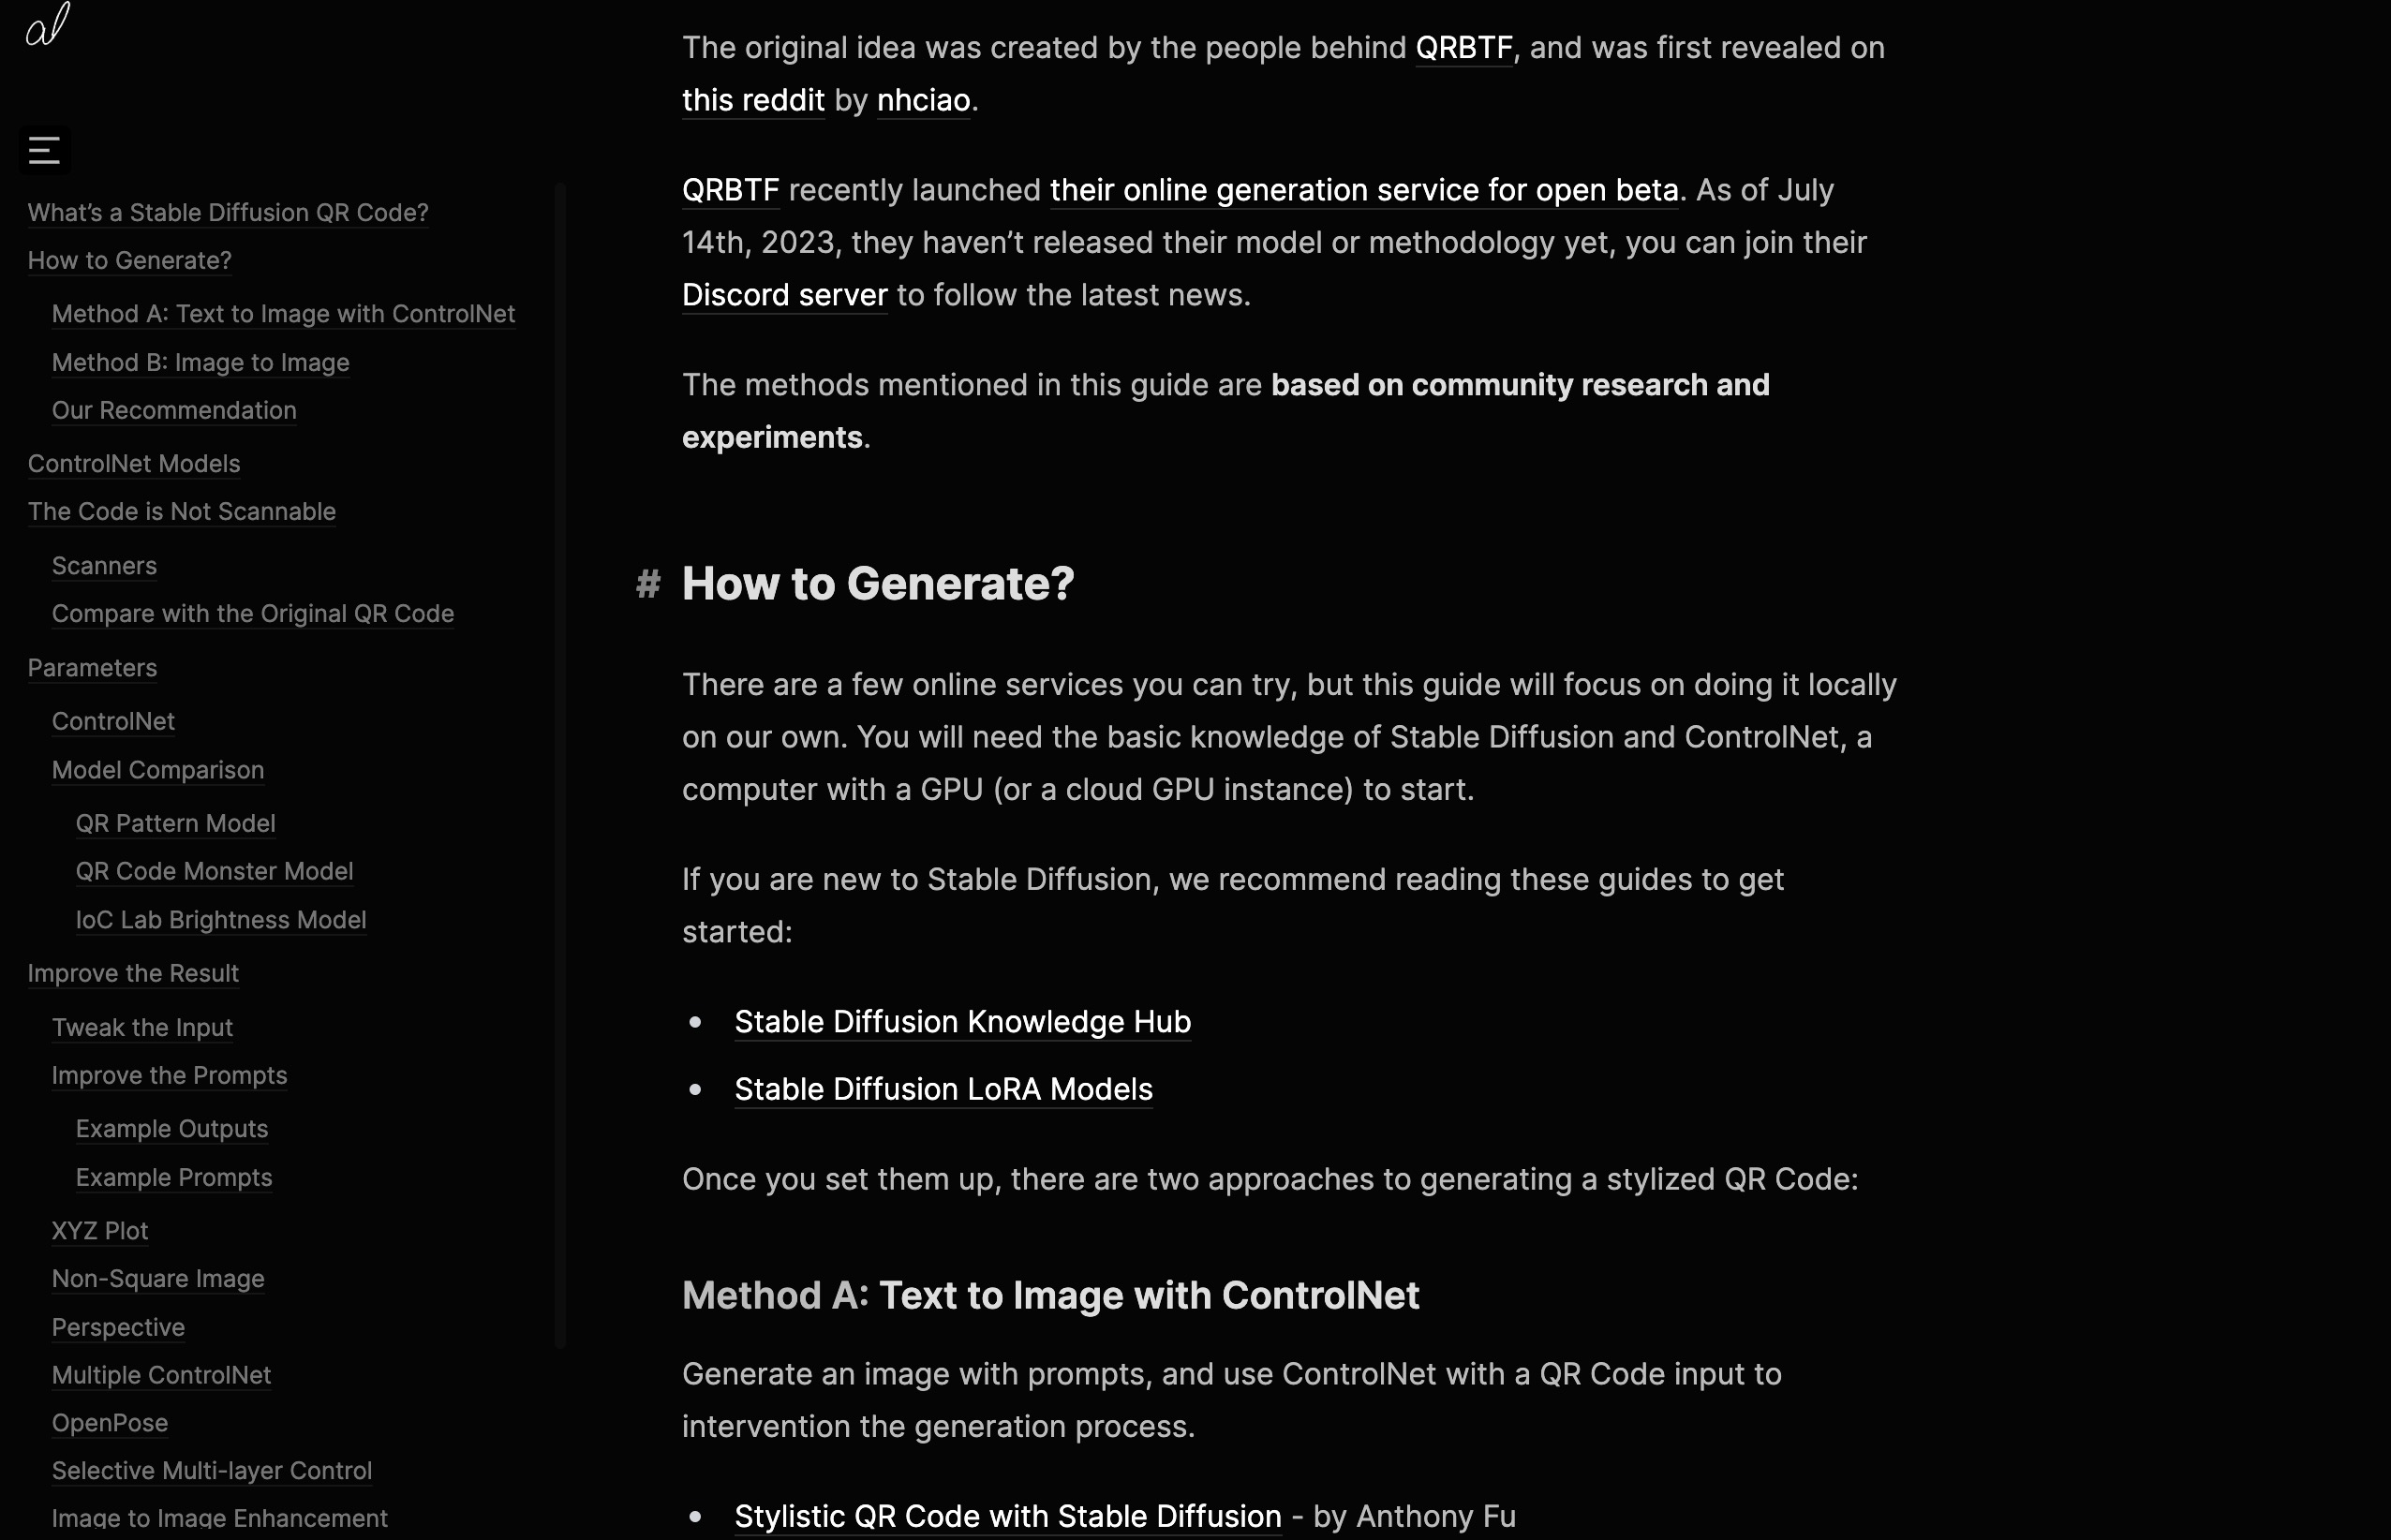 al
What's a Stable Diffusion QR Code?
How to Generate?
Method A: Text to Image with ControlNet
Method B: Image to Image
Our Recommendation
ControlNet Models
The Code is Not Scannable
Scanners
Compare with the Original QR Code
Parameters
ControlNet
Model Comparison
QR Pattern Model
QR Code Monster Model
IoC Lab Brightness Model
Improve the Result
Tweak the Input
Improve the Prompts
Example Outputs
Example Prompts
XYZ Plot
Non-Square Image
Perspective
Multiple ControlNet
OpenPose
Selective Multi-layer Control
Image to Image Enhancement
The original idea was created by the people behind QRBTF, and was first revealed on
this reddit by nhciao.
QRBTF recently launched their online generation service for open beta. As of July
14th, 2023, they haven’t released their model or methodology yet, you can join their
Discord server to follow the latest news.
The methods mentioned in this guide are based on community research and
experiments.
# How to Generate?
There are a few online services you can try, but this guide will focus on doing it locally
on our own. You will need the basic knowledge of Stable Diffusion and ControlNet, a
computer with a GPU (or a cloud GPU instance) to start.
If you are new to Stable Diffusion, we recommend reading these guides to get
started:
• Stable Diffusion Knowledge Hub
• Stable Diffusion LoRA Models
Once you set them up, there are two approaches to generating a stylized QR Code:
Method A: Text to Image with ControlNet
Generate an image with prompts, and use ControlNet with a QR Code input to
intervention the generation process.
• Stylistic QR Code with Stable Diffusion - by Anthony Fu